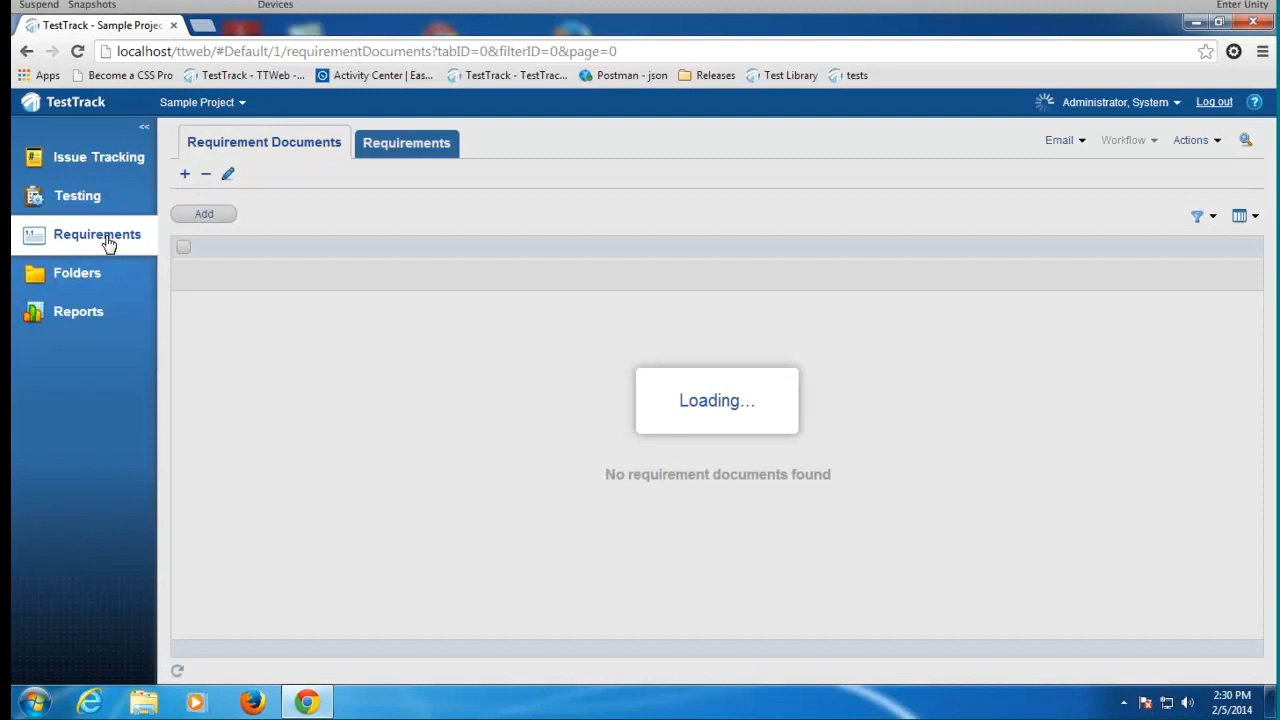 Suspend Snapshots Devices Enter Unity
TestTrack - Sample Projec
localhost/ttweb/#Default/1/requirementDocuments?tabID=0&filterID=0&page=0
Apps Become a CSS Pro TestTrack - TTWeb -... Activity Center | Eas... TestTrack - TestTrac... Postman - json Releases Test Library tests
TestTrack Sample Project Administrator, System Log out ?
<<
Requirement Documents Requirements Email Workflow Actions
Issue Tracking
Testing
Requirements
Folders
Reports
Add
Loading...
No requirement documents found
2:30 PM
2/5/2014